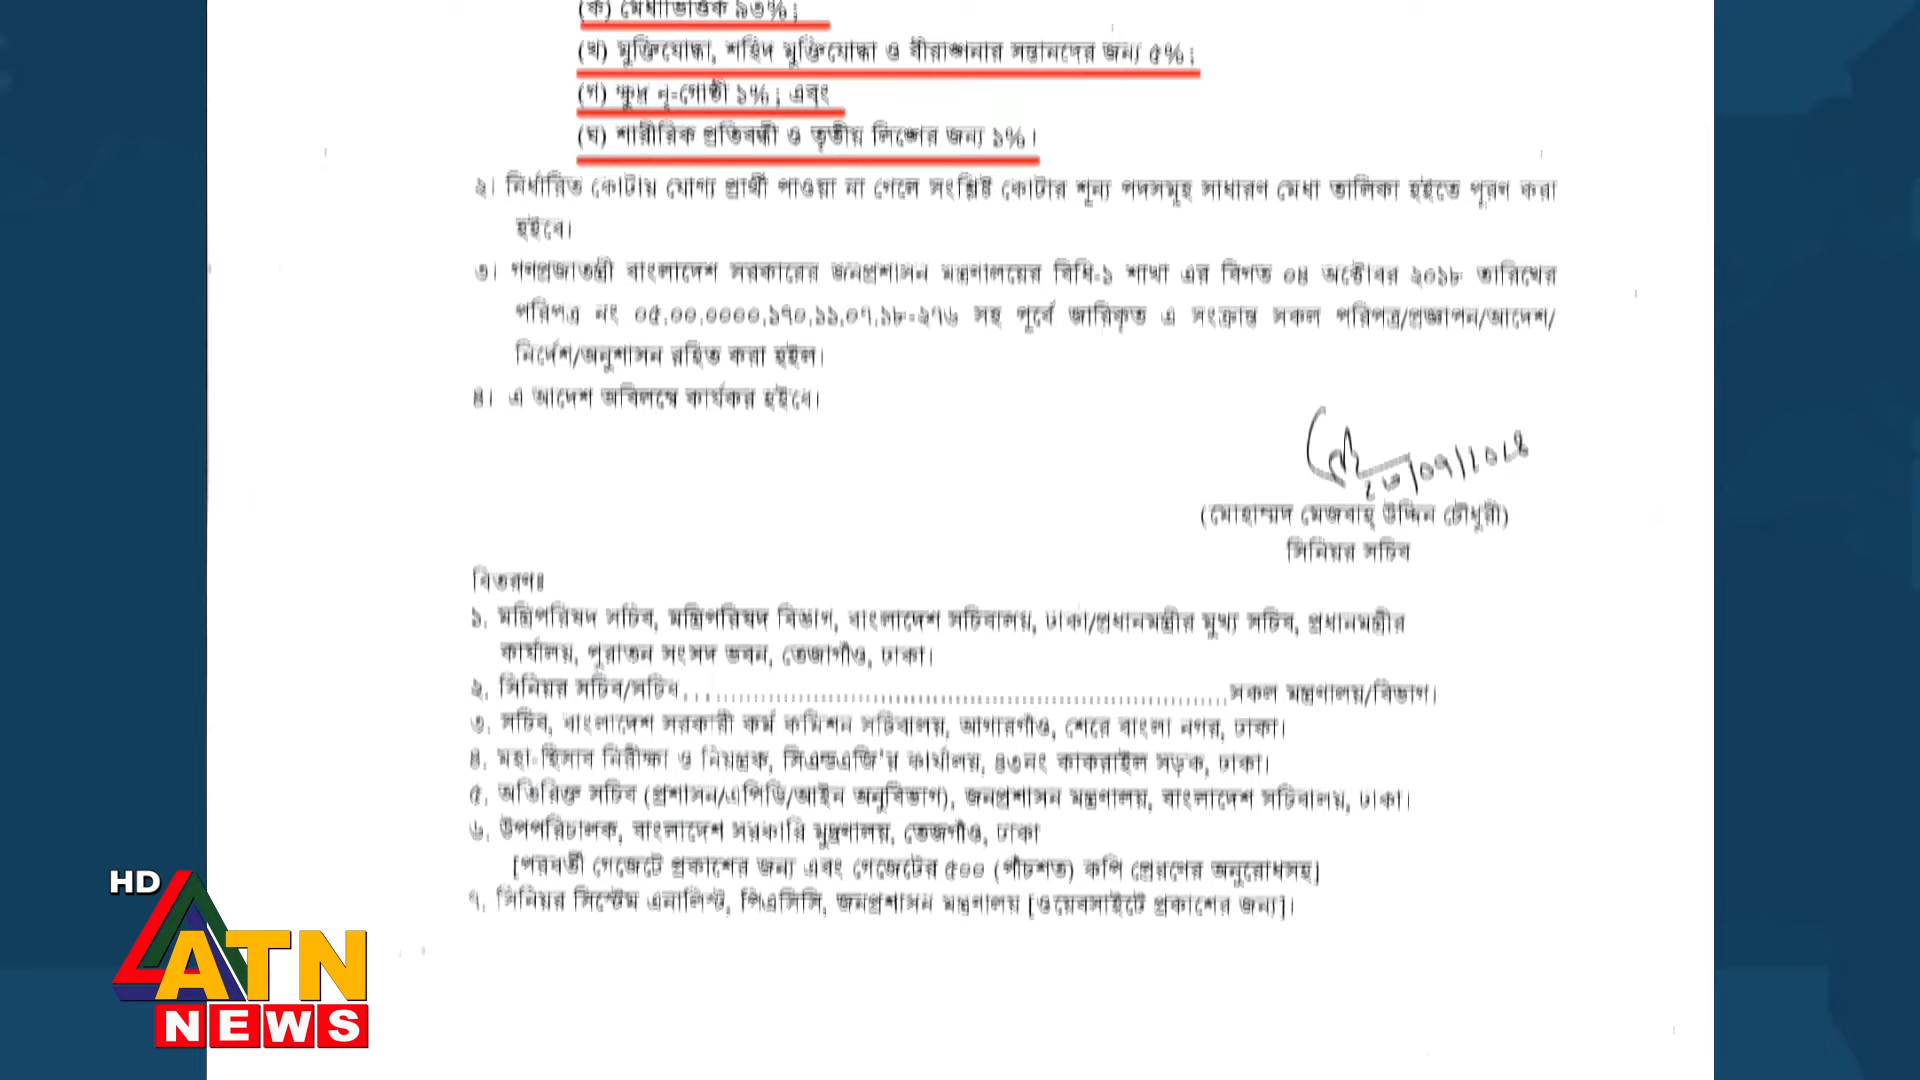 (ক) মেধাভিত্তিক ৯৩%;
(খ) মুক্তিযোদ্ধা, শহিদ মুক্তিযোদ্ধা ও বীরাঙ্গনার সন্তানদের জন্য ৫%;
(গ) ক্ষুদ্র নৃ-গোষ্ঠী ১%; এবং
(ঘ) শারীরিক প্রতিবন্ধী ও তৃতীয় লিঙ্গের জন্য ১%।
২। নির্ধারিত কোটায় যোগ্য প্রার্থী পাওয়া না গেলে সংশ্লিষ্ট কোটার শূন্য পদসমূহ সাধারণ মেধা তালিকা হইতে পূরণ করা
হইবে।
৩। গণপ্রজাতন্ত্রী বাংলাদেশ সরকারের জনপ্রশাসন মন্ত্রণালয়ের বিধি-১ শাখা এর বিগত ০৪ অক্টোবর ২০১৮ তারিখের
পরিপত্র নং ০৫.০০.০০০০.১৭০.১১.০৭.১৮-২৭৬ সহ পূর্বে জারিকৃত এ সংক্রান্ত সকল পরিপত্র/প্রজ্ঞাপন/আদেশ/
নির্দেশ/অনুশাসন রহিত করা হইল।
৪। এ আদেশ অবিলম্বে কার্যকর হইবে।
২৩/০৭/২০২৪
(মোহাম্মদ মেজবাহ্ উদ্দিন চৌধুরী)
সিনিয়র সচিব
বিতরণঃ
১. মন্ত্রিপরিষদ সচিব, মন্ত্রিপরিষদ বিভাগ, বাংলাদেশ সচিবালয়, ঢাকা/প্রধানমন্ত্রীর মুখ্য সচিব, প্রধানমন্ত্রীর
কার্যালয়, পুরাতন সংসদ ভবন, তেজগাঁও, ঢাকা।
২. সিনিয়র সচিব/সচিব..........................................................সকল মন্ত্রণালয়/বিভাগ।
৩. সচিব, বাংলাদেশ সরকারী কর্ম কমিশন সচিবালয়, আগারগাঁও, শেরে বাংলা নগর, ঢাকা।
৪. মহা-হিসাব নিরীক্ষা ও নিয়ন্ত্রক, সিএন্ডএজি'র কার্যালয়, ৪৩নং কাকরাইল সড়ক, ঢাকা।
৫. অতিরিক্ত সচিব (প্রশাসন/এপিডি/আইন অনুবিভাগ), জনপ্রশাসন মন্ত্রণালয়, বাংলাদেশ সচিবালয়, ঢাকা।
৬. উপপরিচালক, বাংলাদেশ সরকারি মুদ্রণালয়, তেজগাঁও, ঢাকা
[পরবর্তী গেজেটে প্রকাশের জন্য এবং গেজেটের ৫০০ (পাঁচশত) কপি প্রেরণের অনুরোধসহ]
৭. সিনিয়র সিস্টেম এনালিস্ট, পিএসিসি, জনপ্রশাসন মন্ত্রণালয় [ওয়েবসাইটে প্রকাশের জন্য]।
HD
ATN
NEWS